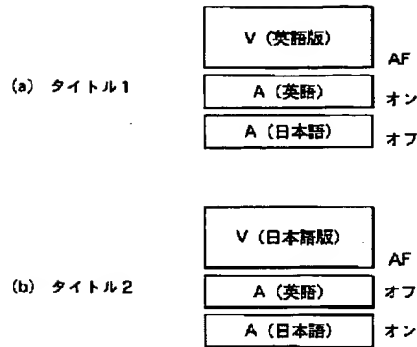 V (英語版)
AF
(a) タイトル1
A (英語)
オン
A (日本語)
オフ
V (日本語版)
AF
(b) タイトル2
A (英語)
オフ
A (日本語)
オン